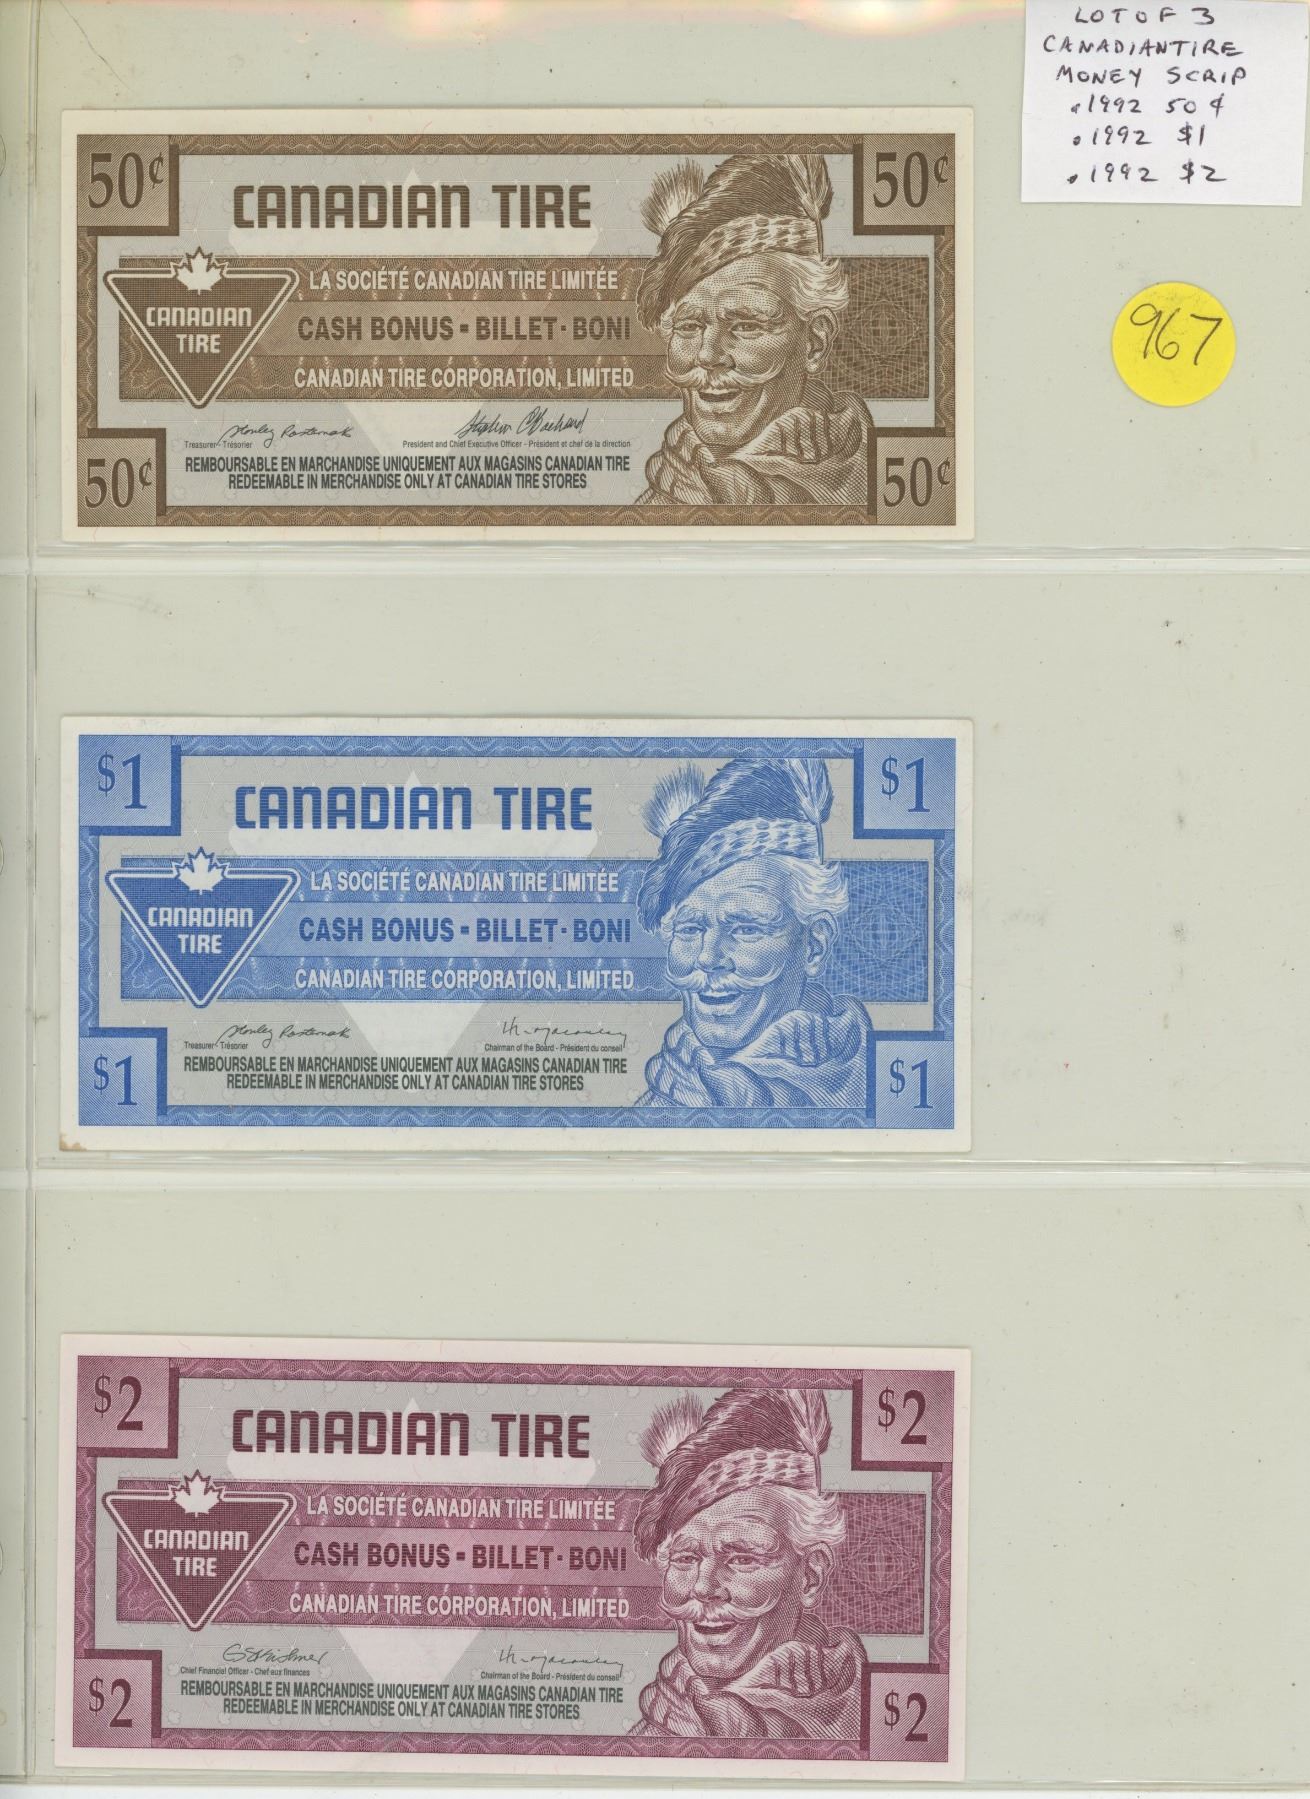 LOT OF 3
CANADIAN TIRE
MONEY SCRIP
.1992 50 ¢
.1992 $1
.1992 $2
967
50¢ 50¢
CANADIAN TIRE
LA SOCIÉTÉ CANADIAN TIRE LIMITÉE
CANADIAN
TIRE
CASH BONUS - BILLET - BONI
CANADIAN TIRE CORPORATION, LIMITED
Stanley Pasternak
Treasurer - Trésorier
President and Chief Executive Officer - Président et chef de la direction
REMBOURSABLE EN MARCHANDISE UNIQUEMENT AUX MAGASINS CANADIAN TIRE
REDEEMABLE IN MERCHANDISE ONLY AT CANADIAN TIRE STORES
50¢ 50¢
$1 $1
CANADIAN TIRE
LA SOCIÉTÉ CANADIAN TIRE LIMITÉE
CANADIAN
TIRE
CASH BONUS - BILLET - BONI
CANADIAN TIRE CORPORATION, LIMITED
Stanley Pasternak
Treasurer - Trésorier
Chairman of the Board - Président du conseil
REMBOURSABLE EN MARCHANDISE UNIQUEMENT AUX MAGASINS CANADIAN TIRE
REDEEMABLE IN MERCHANDISE ONLY AT CANADIAN TIRE STORES
$1 $1
$2 $2
CANADIAN TIRE
LA SOCIÉTÉ CANADIAN TIRE LIMITÉE
CANADIAN
TIRE
CASH BONUS - BILLET - BONI
CANADIAN TIRE CORPORATION, LIMITED
Chief Financial Officer - Chef aux finances
Chairman of the Board - Président du conseil
REMBOURSABLE EN MARCHANDISE UNIQUEMENT AUX MAGASINS CANADIAN TIRE
REDEEMABLE IN MERCHANDISE ONLY AT CANADIAN TIRE STORES
$2 $2